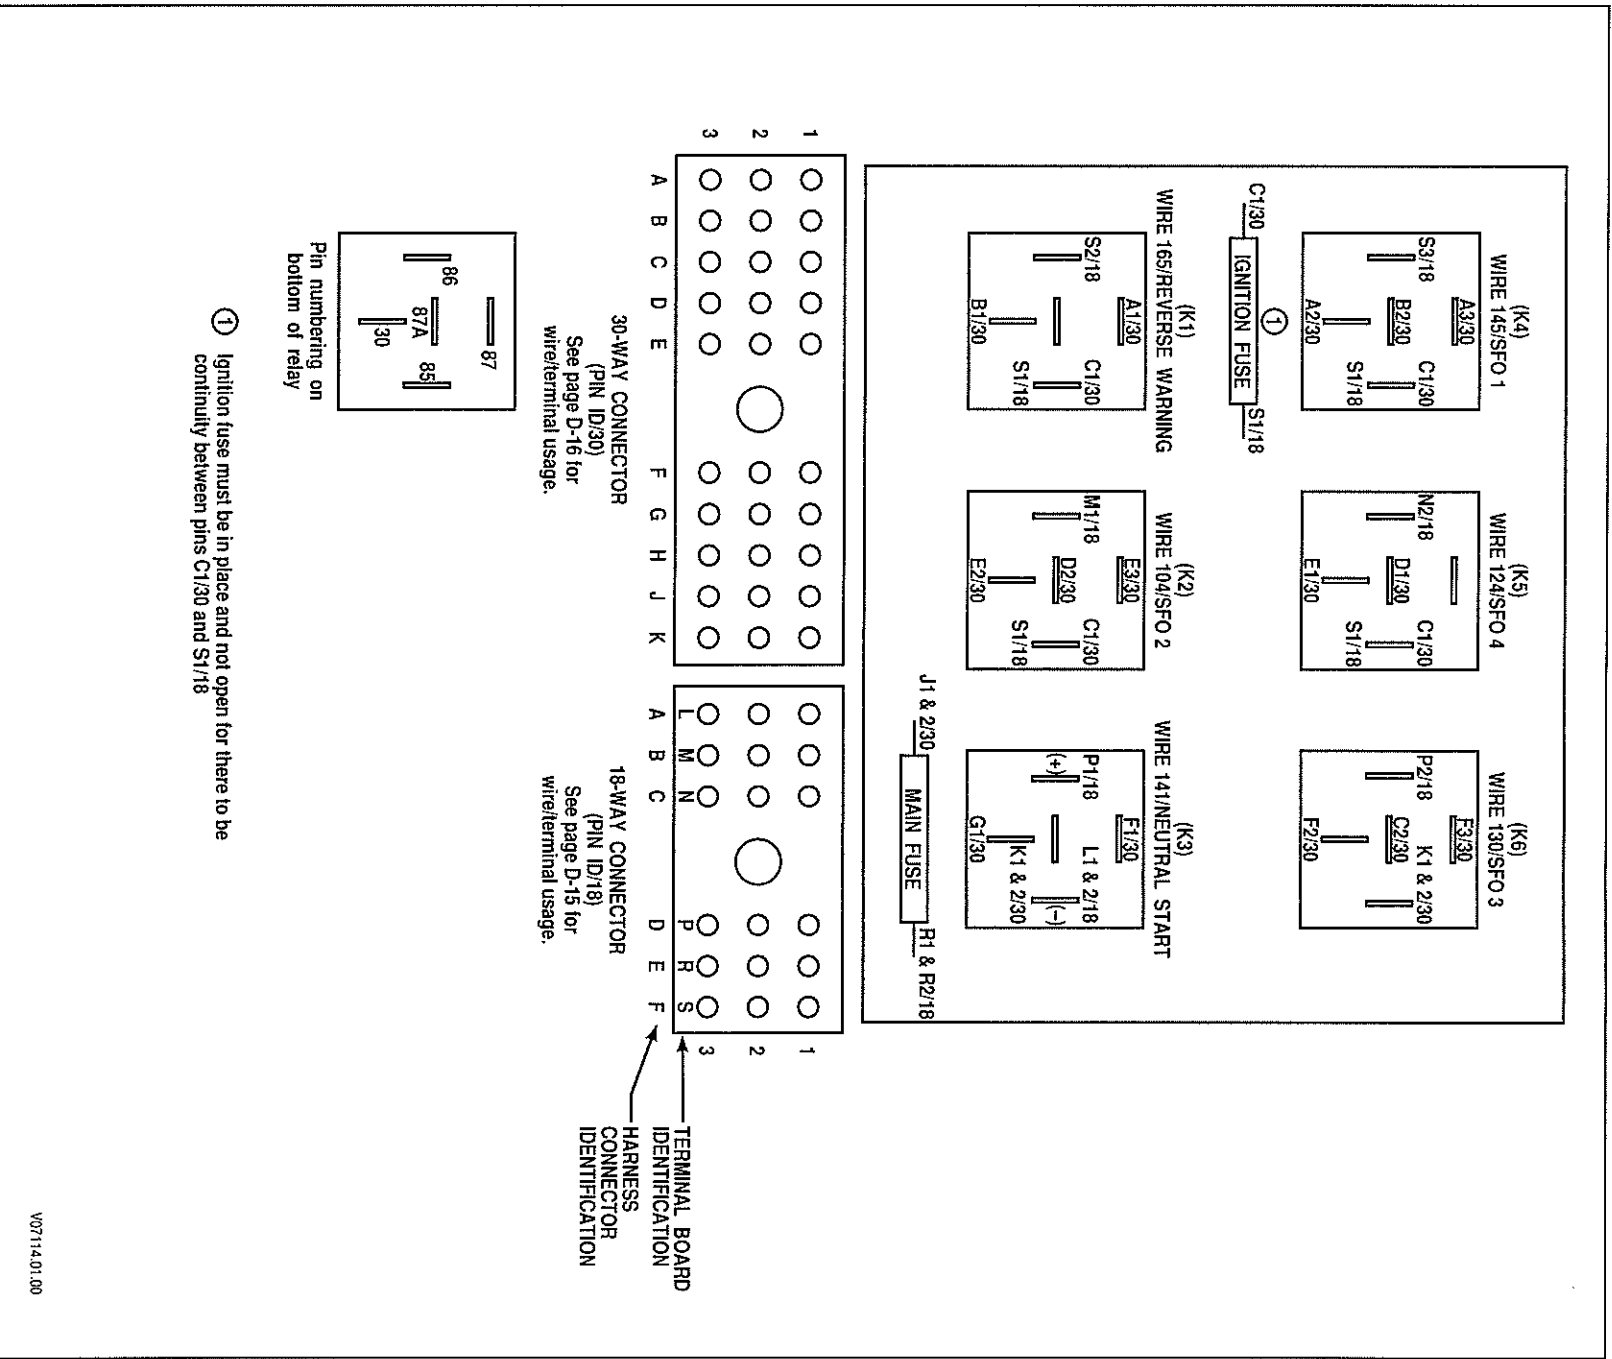 (K4)
WIRE 145/SFO 1
A3/30
S3/18
C1/30
B2/30
S1/18
A2/30
(K5)
WIRE 124/SFO 4
N2/18
C1/30
D1/30
S1/18
E1/30
(K6)
WIRE 130/SFO 3
F3/30
P2/18
K1 & 2/30
C2/30
F2/30
1
C1/30
IGNITION FUSE
S1/18
(K1)
WIRE 165/REVERSE WARNING
A1/30
S2/18
C1/30
S1/18
B1/30
(K2)
WIRE 104/SFO 2
E3/30
M1/18
C1/30
D2/30
S1/18
E2/30
(K3)
WIRE 141/NEUTRAL START
F1/30
P1/18
L1 & 2/18
(+)
(–)
K1 & 2/30
G1/30
J1 & 2/30
MAIN FUSE
R1 & R2/18
1
2
3
A B C D E F G H J K
30-WAY CONNECTOR
(PIN ID/30)
See page D-16 for
wire/terminal usage.
1
2
3
L M N P R S
A B C D E F
18-WAY CONNECTOR
(PIN ID/18)
See page D-15 for
wire/terminal usage.
TERMINAL BOARD
IDENTIFICATION
HARNESS
CONNECTOR
IDENTIFICATION
87
86
87A
85
30
Pin numbering on
bottom of relay
1 Ignition fuse must be in place and not open for there to be
continuity between pins C1/30 and S1/18
V07114.01.00